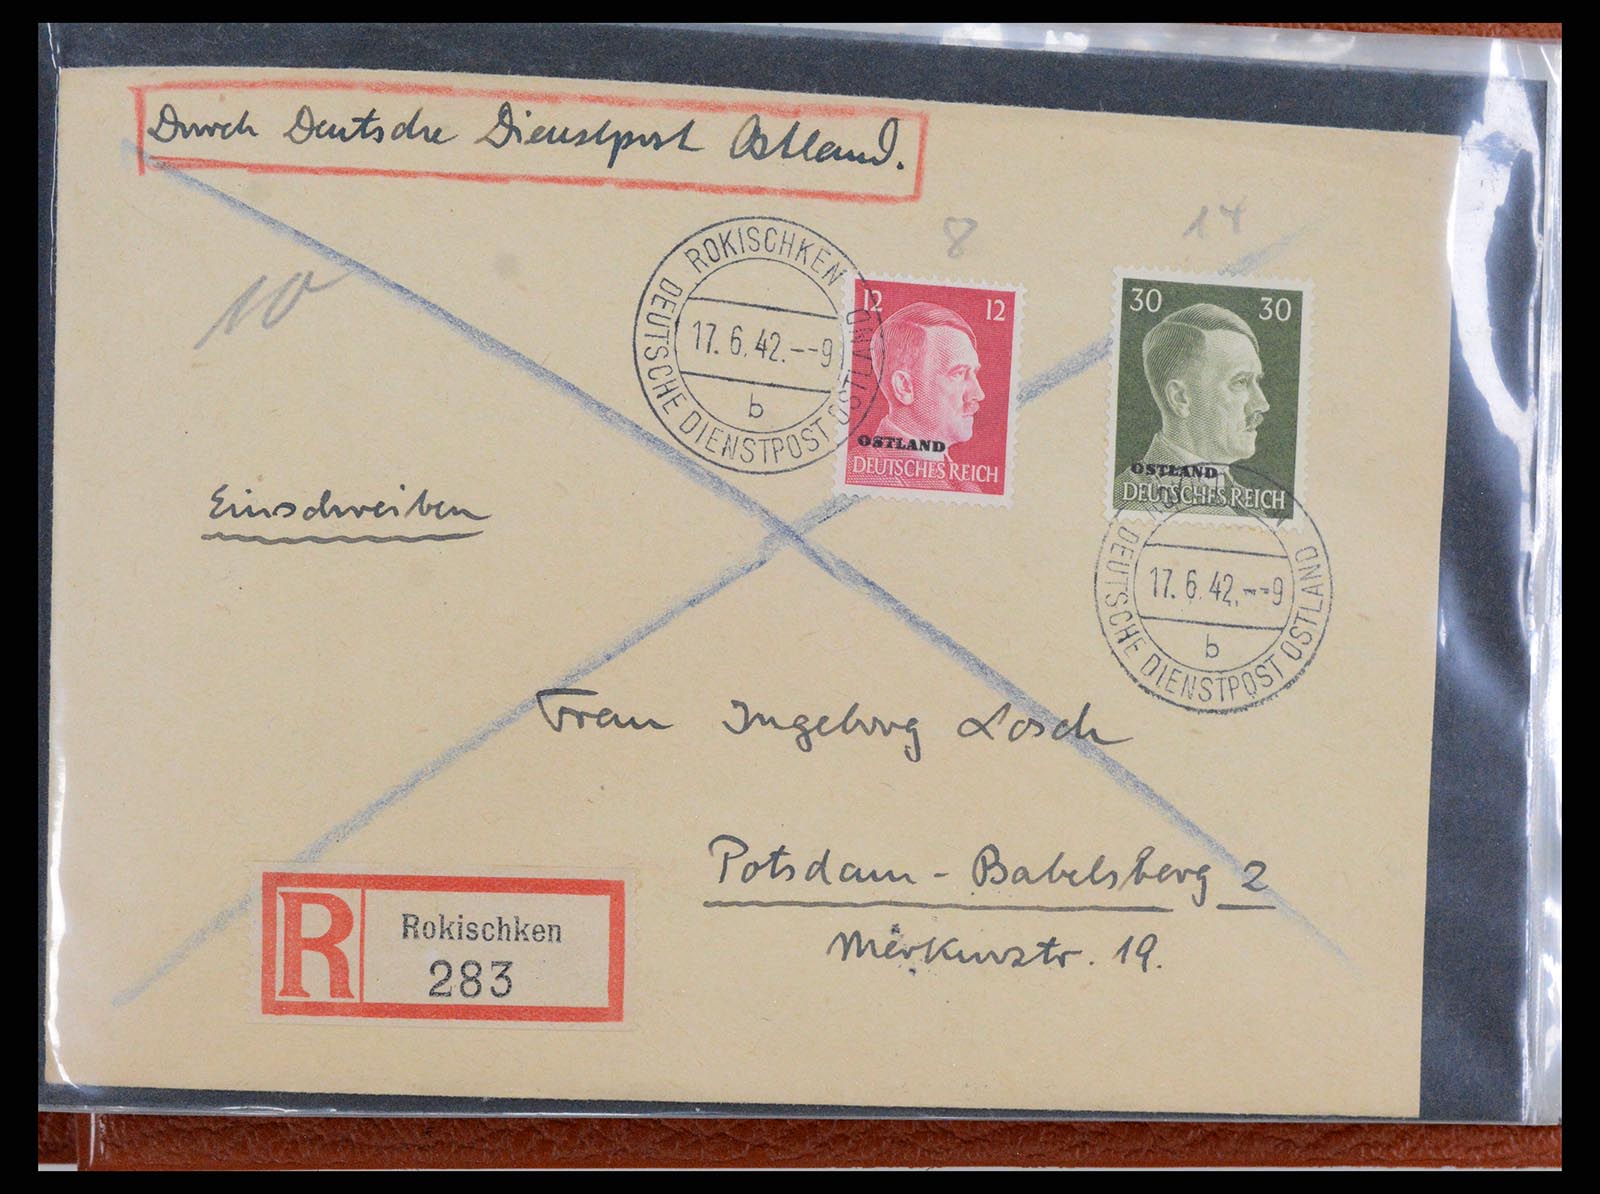 Durch Deutsche Dienstpost Ostland.
8
14
10
ROKISCHKEN
17.6.42.--9
b
DEUTSCHE DIENSTPOST OSTLAND
12 12
OSTLAND
DEUTSCHES REICH
30 30
OSTLAND
DEUTSCHES REICH
17.6.42.--9
b
DEUTSCHE DIENSTPOST OSTLAND
Einschreiben
Frau Ingeborg Losch
Potsdam-Babelsberg 2
Merkurstr. 19.
R
Rokischken
283